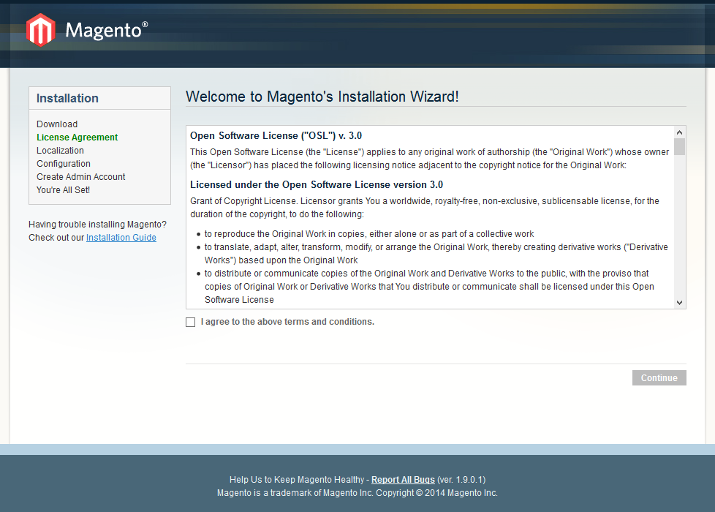 Magento®
Installation
Download
License Agreement
Localization
Configuration
Create Admin Account
You're All Set!
Having trouble installing Magento?
Check out our Installation Guide
Welcome to Magento's Installation Wizard!
Open Software License ("OSL") v. 3.0
This Open Software License (the "License") applies to any original work of authorship (the "Original Work") whose owner
(the "Licensor") has placed the following licensing notice adjacent to the copyright notice for the Original Work:
Licensed under the Open Software License version 3.0
Grant of Copyright License. Licensor grants You a worldwide, royalty-free, non-exclusive, sublicensable license, for the
duration of the copyright, to do the following:
• to reproduce the Original Work in copies, either alone or as part of a collective work
• to translate, adapt, alter, transform, modify, or arrange the Original Work, thereby creating derivative works ("Derivative
Works") based upon the Original Work
• to distribute or communicate copies of the Original Work and Derivative Works to the public, with the proviso that
copies of Original Work or Derivative Works that You distribute or communicate shall be licensed under this Open
Software License
I agree to the above terms and conditions.
Continue
Help Us to Keep Magento Healthy - Report All Bugs (ver. 1.9.0.1)
Magento is a trademark of Magento Inc. Copyright © 2014 Magento Inc.